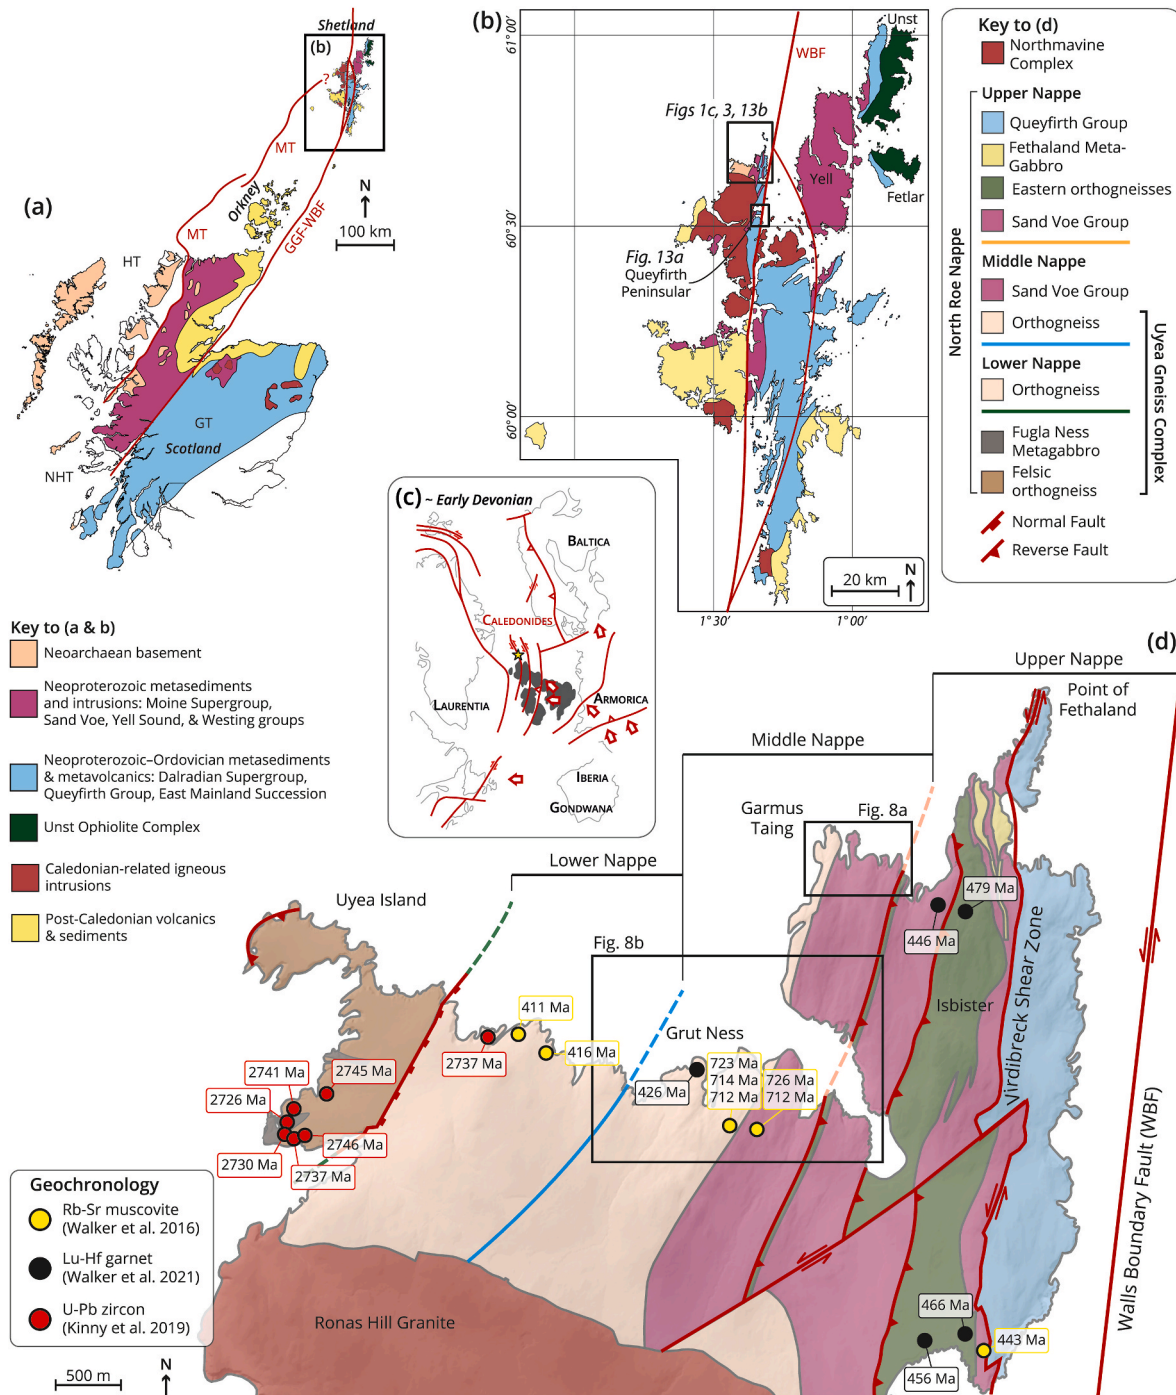 (a)
Shetland
(b)
?
MT
Orkney
N
100 km
GGF-WBF
MT
HT
GT
Scotland
NHT
(b)
61°00'
WBF
Unst
Figs 1c, 3, 13b
Yell
Fetlar
60°30'
Fig. 13a
Queyfirth
Peninsular
60°00'
20 km
N
1°30'
1°00'
Key to (d)
Northmavine
Complex
Upper Nappe
Queyfirth Group
Fethaland Meta-
Gabbro
Eastern orthogneisses
Sand Voe Group
Middle Nappe
Sand Voe Group
Orthogneiss
Lower Nappe
Orthogneiss
Fugla Ness
Metagabbro
Felsic
orthogneiss
Normal Fault
Reverse Fault
North Roe Nappe
Uyea Gneiss Complex
(c)
~ Early Devonian
BALTICA
CALEDONIDES
LAURENTIA
ARMORICA
IBERIA
GONDWANA
Key to (a & b)
Neoarchaean basement
Neoproterozoic metasediments
and intrusions: Moine Supergroup,
Sand Voe, Yell Sound, & Westing groups
Neoproterozoic–Ordovician metasediments
& metavolcanics: Dalradian Supergroup,
Queyfirth Group, East Mainland Succession
Unst Ophiolite Complex
Caledonian-related igneous
intrusions
Post-Caledonian volcanics
& sediments
(d)
Upper Nappe
Point of
Fethaland
Middle Nappe
Garmus
Taing
Fig. 8a
Lower Nappe
Uyea Island
479 Ma
446 Ma
Fig. 8b
Isbister
Virdibreck Shear Zone
411 Ma
Grut Ness
416 Ma
2737 Ma
723 Ma
714 Ma
712 Ma
726 Ma
712 Ma
426 Ma
2745 Ma
2741 Ma
2726 Ma
2746 Ma
2730 Ma
2737 Ma
Walls Boundary Fault (WBF)
Geochronology
Rb-Sr muscovite
(Walker et al. 2016)
Lu-Hf garnet
(Walker et al. 2021)
U-Pb zircon
(Kinny et al. 2019)
Ronas Hill Granite
466 Ma
443 Ma
456 Ma
500 m
N